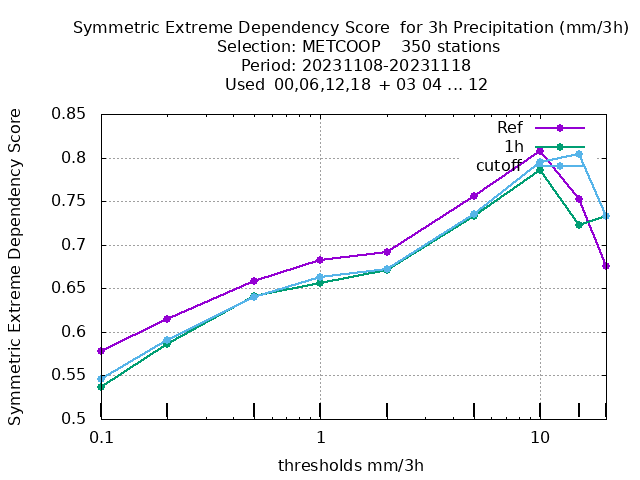 Symmetric Extreme Dependency Score  for 3h Precipitation (mm/3h)
Selection: METCOOP    350 stations
Period: 20231108-20231118
Used  00,06,12,18 + 03 04 ... 12
Symmetric Extreme Dependency Score
0.85
0.8
0.75
0.7
0.65
0.6
0.55
0.5
Ref
1h
cutoff
0.1
1
10
thresholds mm/3h